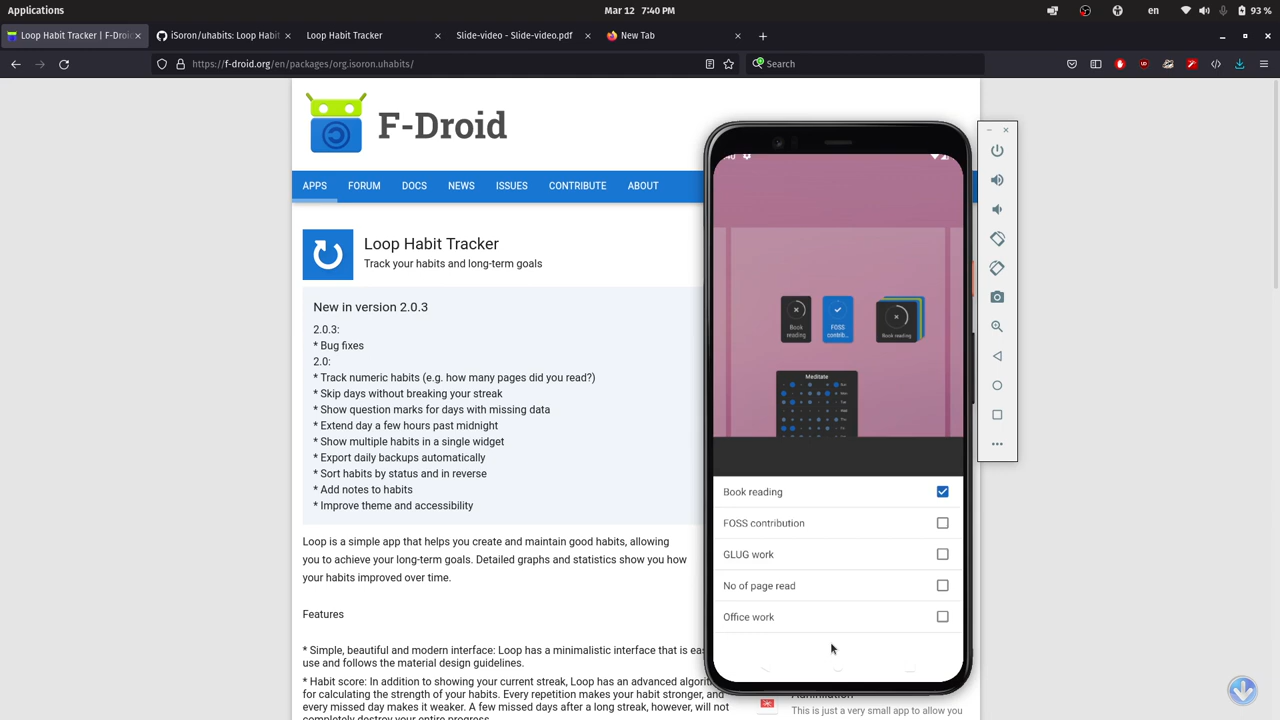 Applications
Mar 12 7:40 PM
en
93 %
Loop Habit Tracker | F-Droi
iSoron/uhabits: Loop Habi
Loop Habit Tracker
Slide-video - Slide-video.pdf
New Tab
https://f-droid.org/en/packages/org.isoron.uhabits/
Search
F-Droid
APPS
FORUM
DOCS
NEWS
ISSUES
CONTRIBUTE
ABOUT
Loop Habit Tracker
Track your habits and long-term goals
New in version 2.0.3
2.0.3:
* Bug fixes
2.0:
* Track numeric habits (e.g. how many pages did you read?)
* Skip days without breaking your streak
* Show question marks for days with missing data
* Extend day a few hours past midnight
* Show multiple habits in a single widget
* Export daily backups automatically
* Sort habits by status and in reverse
* Add notes to habits
* Improve theme and accessibility
Loop is a simple app that helps you create and maintain good habits, allowing
you to achieve your long-term goals. Detailed graphs and statistics show you how
your habits improved over time.
Features
* Simple, beautiful and modern interface: Loop has a minimalistic interface that is eas
use and follows the material design guidelines.
* Habit score: In addition to showing your current streak, Loop has an advanced algorit
for calculating the strength of your habits. Every repetition makes your habit stronger, and
every missed day makes it weaker. A few missed days after a long streak, however, will not
completely destroy your entire progress.
Book
reading
FOSS
contrib...
Book reading
Meditate
Book reading
FOSS contribution
GLUG work
No of page read
Office work
This is just a very small app to allow you